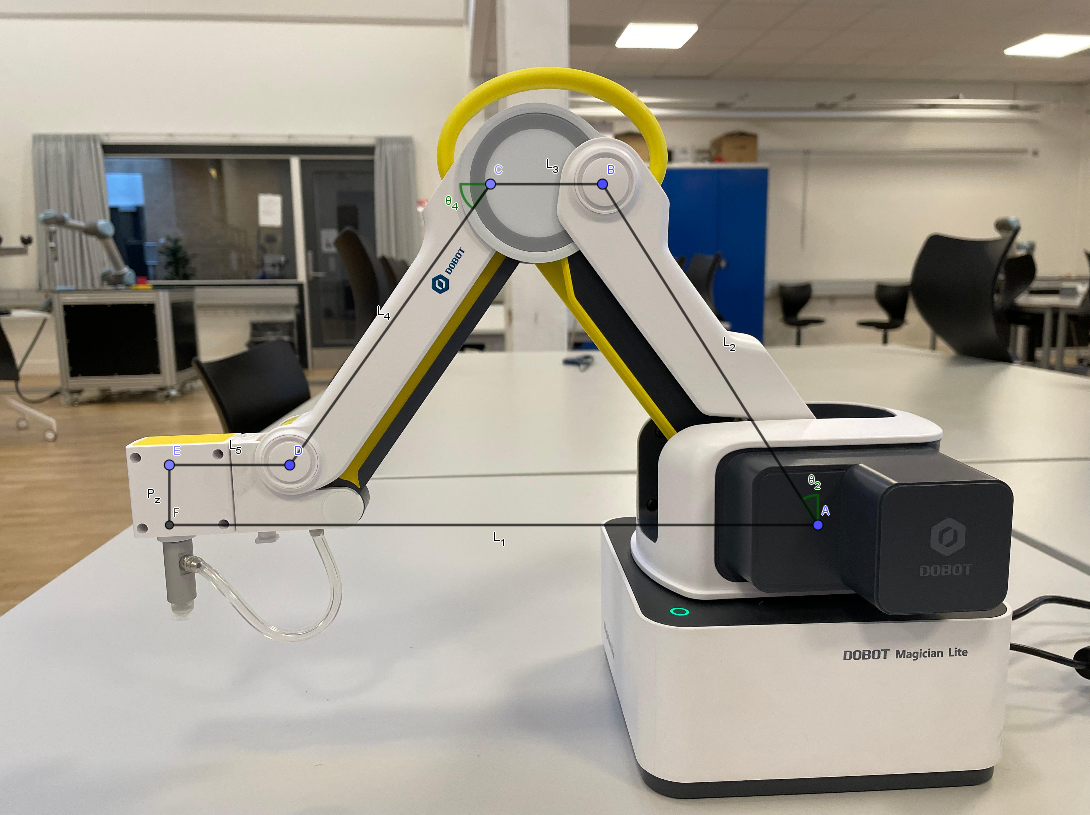 C
L3
B
θ4
DOBOT
L4
L2
E
L5
D
θ2
Pz
F
A
L1
DOBOT
DOBOT Magician Lite